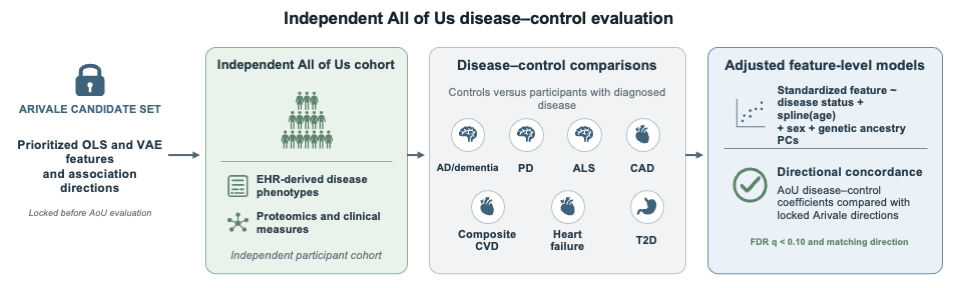 Independent All of Us disease–control evaluation
ARIVALE CANDIDATE SET
Prioritized OLS and VAE
features
and association
directions
Locked before AoU evaluation
Independent All of Us cohort
EHR-derived disease
phenotypes
Proteomics and clinical
measures
Independent participant cohort
Disease–control comparisons
Controls versus participants with diagnosed
disease
AD/dementia
PD
ALS
CAD
Composite
CVD
Heart
failure
T2D
Adjusted feature-level models
Standardized feature ~
disease status +
spline(age)
+ sex + genetic ancestry
PCs
Directional concordance
AoU disease–control
coefficients compared with
locked Arivale directions
FDR q < 0.10 and matching direction